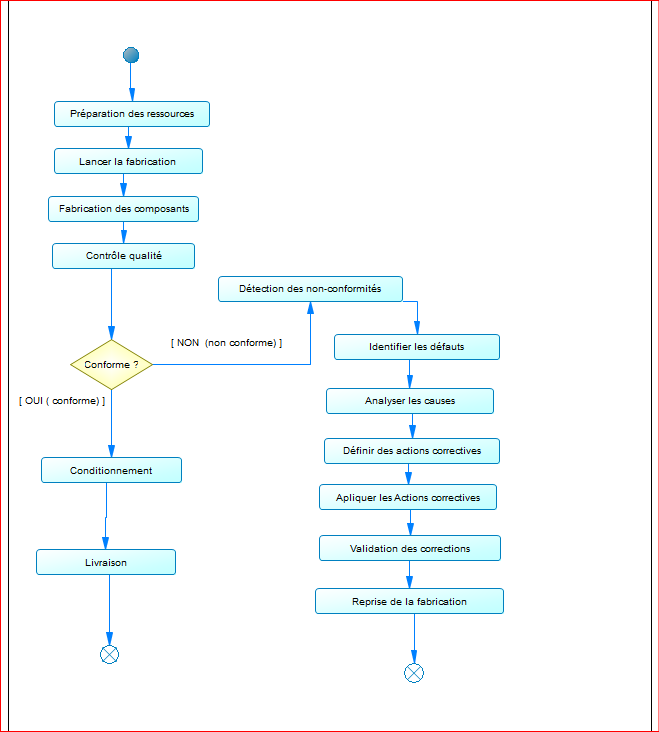 Préparation des ressources
Lancer la fabrication
Fabrication des composants
Contrôle qualité
Détection des non-conformités
[ NON (non conforme) ]
Identifier les défauts
Conforme ?
[ OUI ( conforme) ]
Analyser les causes
Définir des actions correctives
Conditionnement
Apliquer les Actions correctives
Validation des corrections
Livraison
Reprise de la fabrication